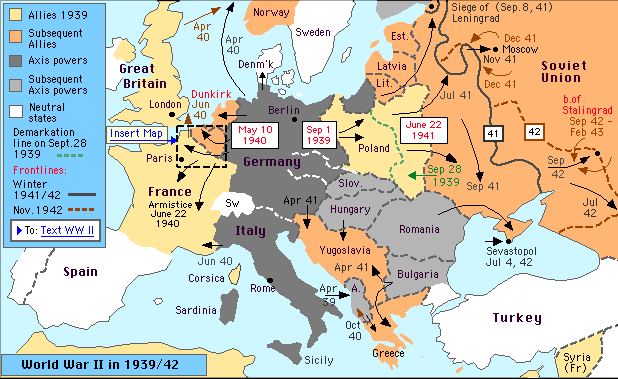 Allies 1939
Subsequent
Allies
Axis powers
Subsequent
Axis powers
Neutral
states
Demarkation
line on Sept.28
1939
Frontlines:
Winter
1941/42
Nov. 1942
To: Text WW II
Insert Map
Norway
Apr
40
Apr
40
Sweden
Denm'k
Great
Britain
London
Dunkirk
Jun
40
Paris
France
Armistice
June 22
1940
May 10
1940
Berlin
Germany
Sep 1
1939
Poland
June 22
1941
Sep 28
1939
Est.
Latvia
Lit.
Jul 41
Siege of (Sep.8, 41)
Leningrad
Dec 41
Moscow
Nov 41
Dec 41
Soviet
Union
b.of
Stalingrad
Sep 42 -
Feb 43
41
42
Sep
42
Sep 41
Jul
42
Sevastopol
Jul 4, 42
Slov.
Hungary
Romania
Bulgaria
Apr 41
Yugoslavia
Apr 41
Sw
Italy
Rome
Jun 40
Corsica
Sardinia
Sicily
Apr
39
A.
Oct
40
Greece
Spain
Turkey
Syria
(Fr)
World War II in 1939/42